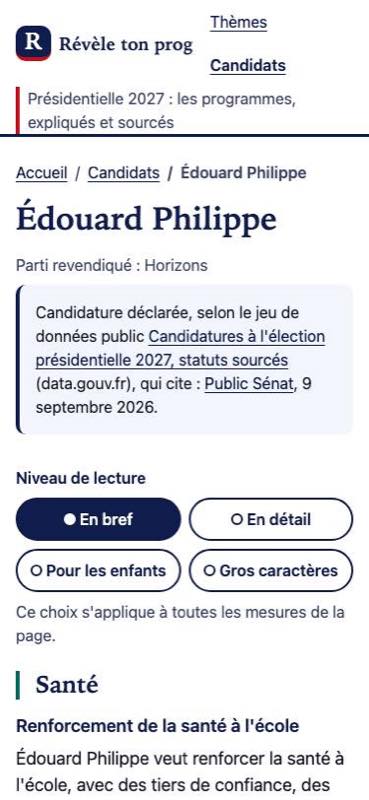 R Révèle ton prog
Thèmes
Candidats
Présidentielle 2027 : les programmes,
expliqués et sourcés
Accueil / Candidats / Édouard Philippe
Édouard Philippe
Parti revendiqué : Horizons
Candidature déclarée, selon le jeu de
données public Candidatures à l'élection
présidentielle 2027, statuts sourcés
(data.gouv.fr), qui cite : Public Sénat, 9
septembre 2026.
Niveau de lecture
En bref
En détail
Pour les enfants
Gros caractères
Ce choix s'applique à toutes les mesures de la
page.
Santé
Renforcement de la santé à l'école
Édouard Philippe veut renforcer la santé à
l'école, avec des tiers de confiance, des